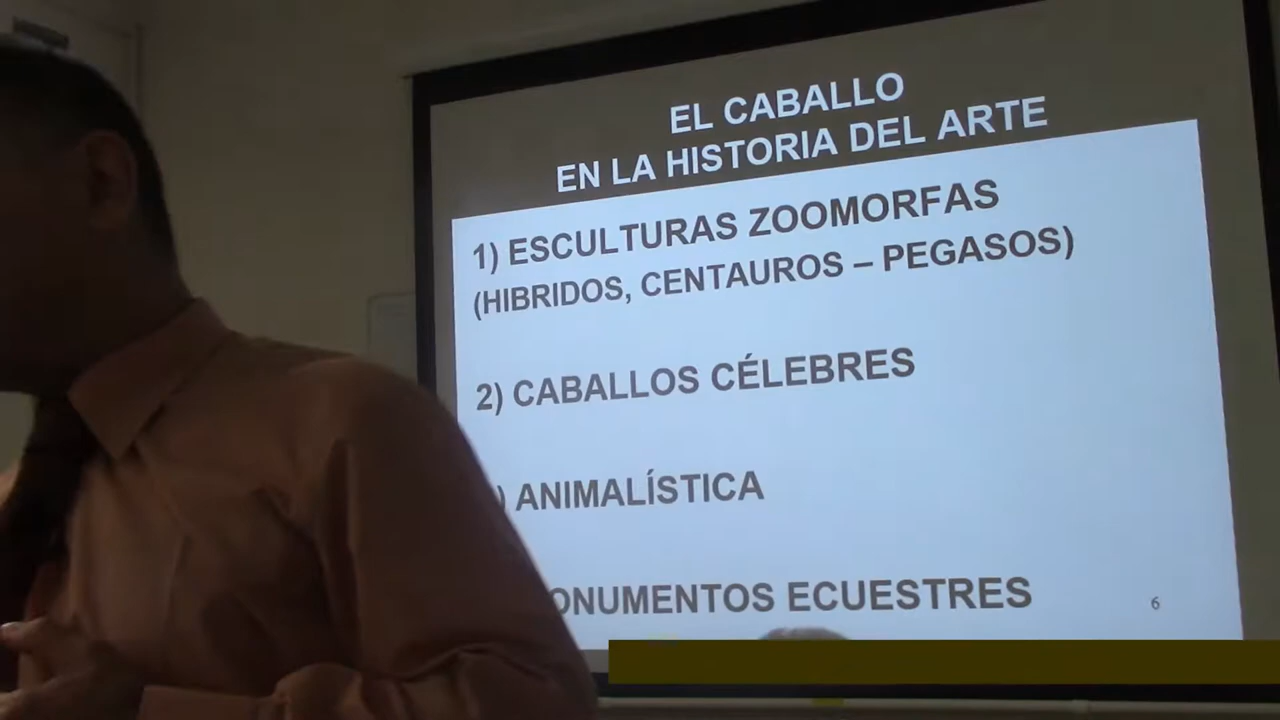 EL CABALLO
EN LA HISTORIA DEL ARTE
1) ESCULTURAS ZOOMORFAS
(HIBRIDOS, CENTAUROS – PEGASOS)
2) CABALLOS CÉLEBRES
) ANIMALÍSTICA
ONUMENTOS ECUESTRES
6